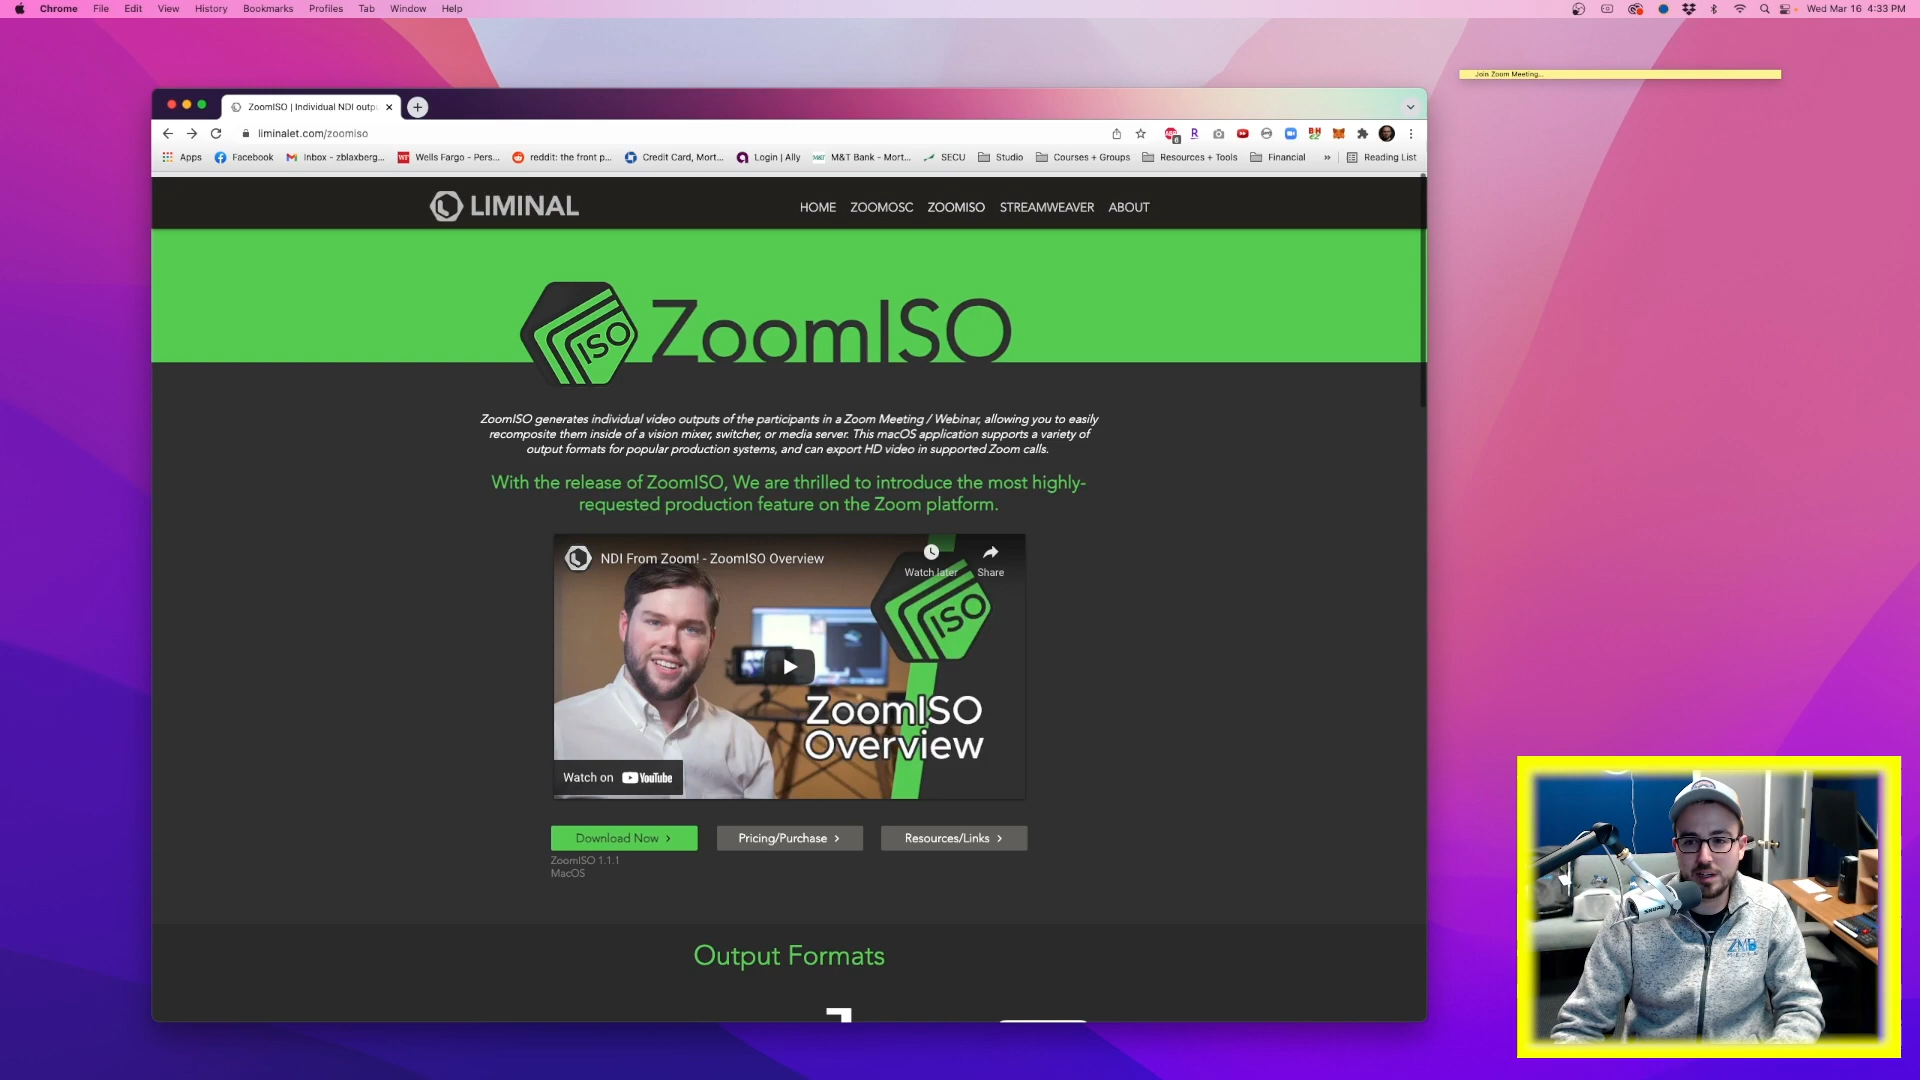 Chrome File Edit View History Bookmarks Profiles Tab Window Help
Wed Mar 16 4:33 PM
Join Zoom Meeting...
ZoomISO | Individual NDI outp
liminalet.com/zoomiso
Apps Facebook Inbox - zblaxberg... Wells Fargo - Pers... reddit: the front p... Credit Card, Mort... Login | Ally M&T Bank - Mort... SECU Studio Courses + Groups Resources + Tools Financial » Reading List
LIMINAL
HOME ZOOMOSC ZOOMISO STREAMWEAVER ABOUT
ISO ZoomISO
ZoomISO generates individual video outputs of the participants in a Zoom Meeting / Webinar, allowing you to easily
recomposite them inside of a vision mixer, switcher, or media server. This macOS application supports a variety of
output formats for popular production systems, and can export HD video in supported Zoom calls.
With the release of ZoomISO, We are thrilled to introduce the most highly-
requested production feature on the Zoom platform.
NDI From Zoom! - ZoomISO Overview
Watch later Share
ISO
ZoomISO
Overview
Watch on YouTube
Download Now > Pricing/Purchase > Resources/Links >
ZoomISO 1.1.1
MacOS
Output Formats
SHURE
ZMB
MEDIA